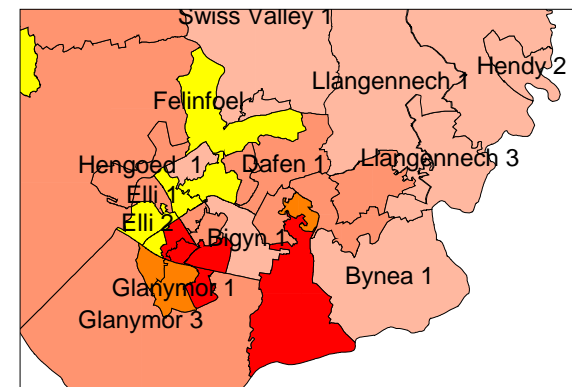 Swiss Valley 1
Hendy 2
Llangennech 1
Felinfoel
Llangennech 3
Hengoed 1
Dafen 1
Elli 1
Elli 2
Bigyn 1
Bynea 1
Glanymor 1
Glanymor 3